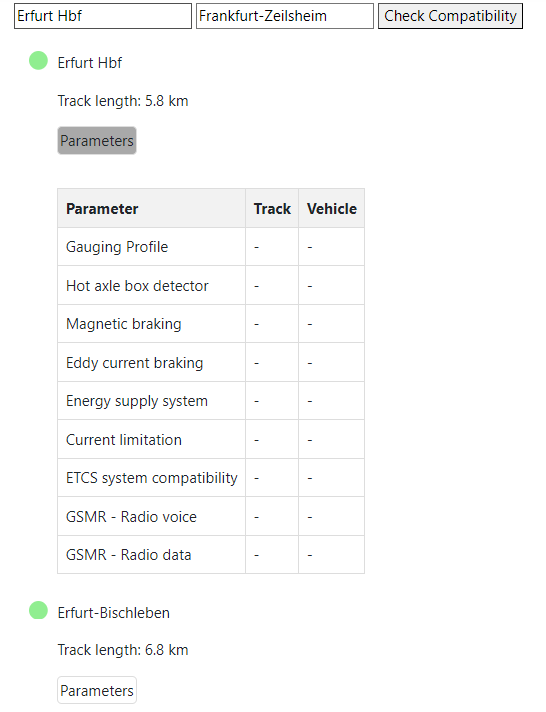 Erfurt Hbf Frankfurt-Zeilsheim Check Compatibility
Erfurt Hbf
Track length: 5.8 km
Parameters
Parameter Track Vehicle
Gauging Profile - -
Hot axle box detector - -
Magnetic braking - -
Eddy current braking - -
Energy supply system - -
Current limitation - -
ETCS system compatibility - -
GSMR - Radio voice - -
GSMR - Radio data - -
Erfurt-Bischleben
Track length: 6.8 km
Parameters